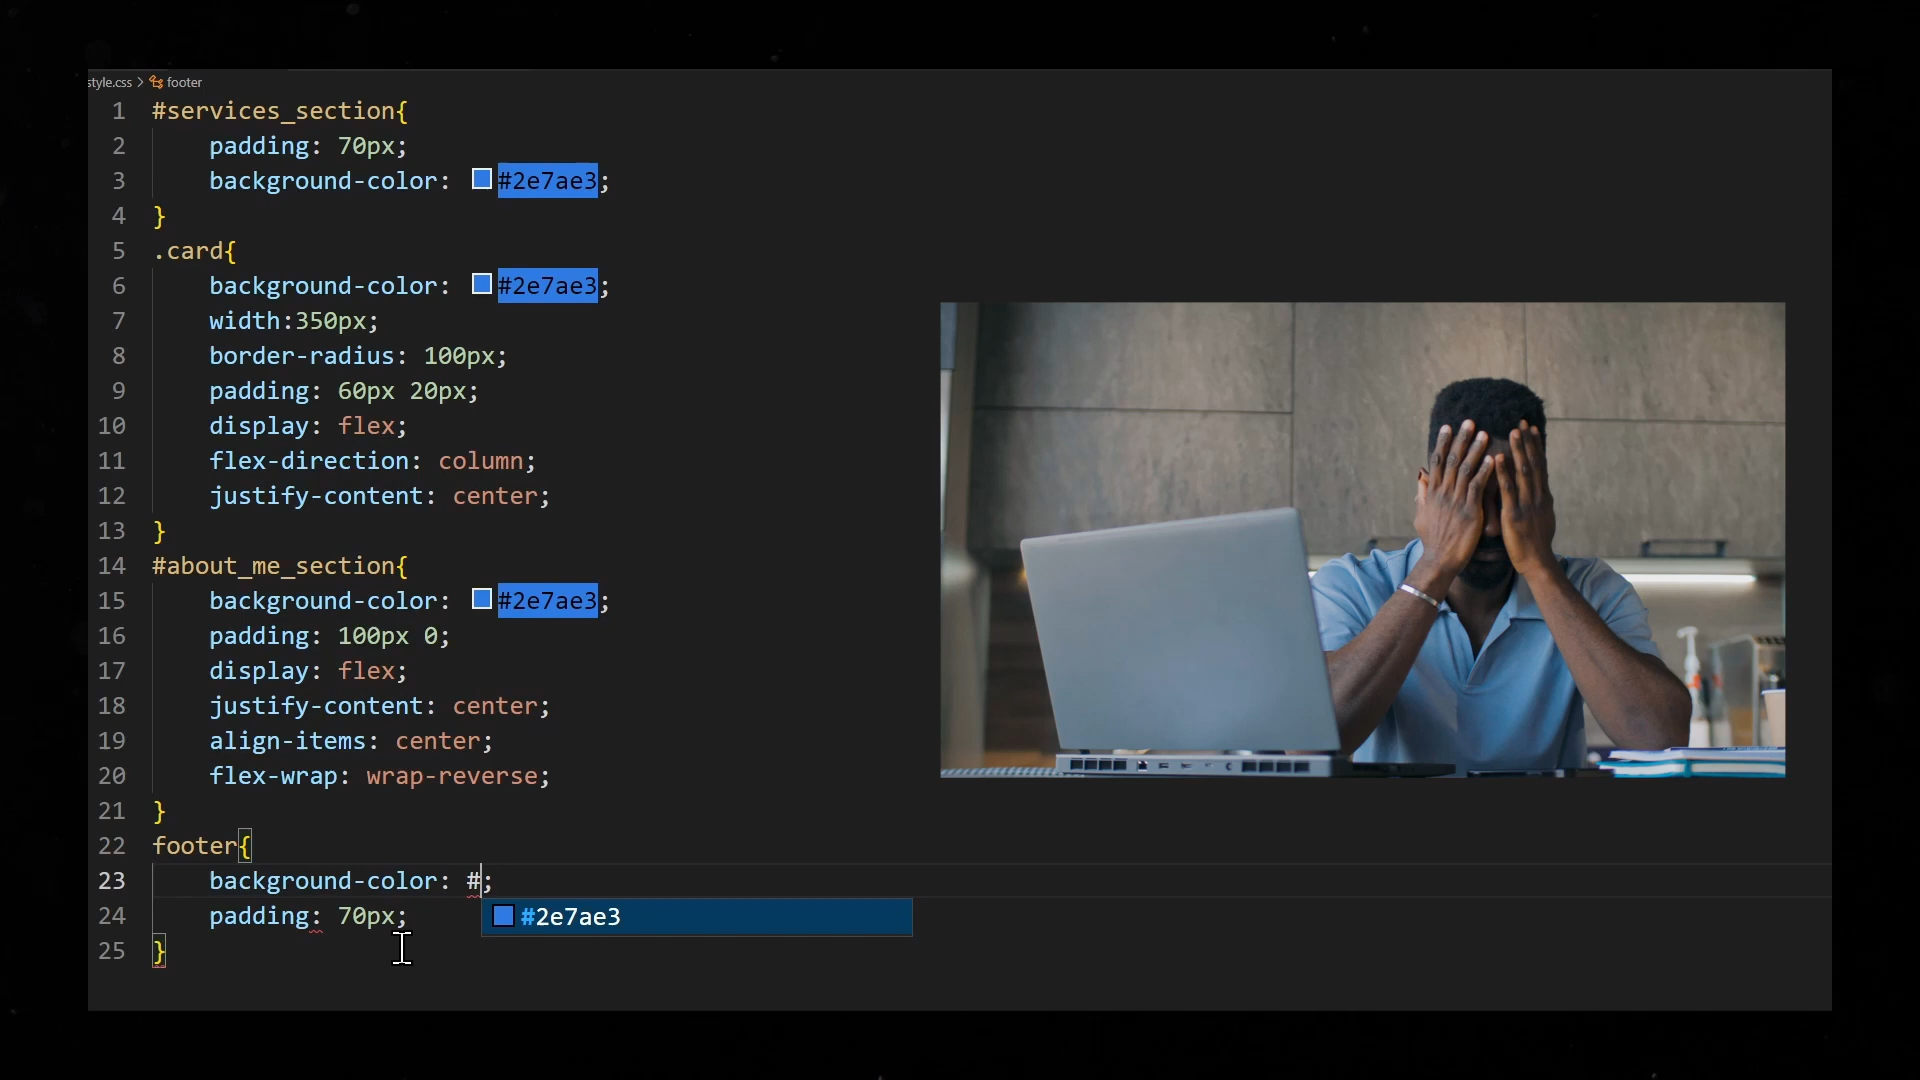 style.css > footer
1 #services_section{
2 padding: 70px;
3 background-color: #2e7ae3;
4 }
5 .card{
6 background-color: #2e7ae3;
7 width:350px;
8 border-radius: 100px;
9 padding: 60px 20px;
10 display: flex;
11 flex-direction: column;
12 justify-content: center;
13 }
14 #about_me_section{
15 background-color: #2e7ae3;
16 padding: 100px 0;
17 display: flex;
18 justify-content: center;
19 align-items: center;
20 flex-wrap: wrap-reverse;
21 }
22 footer{
23 background-color: #;
24 padding: 70px;
#2e7ae3
25 }